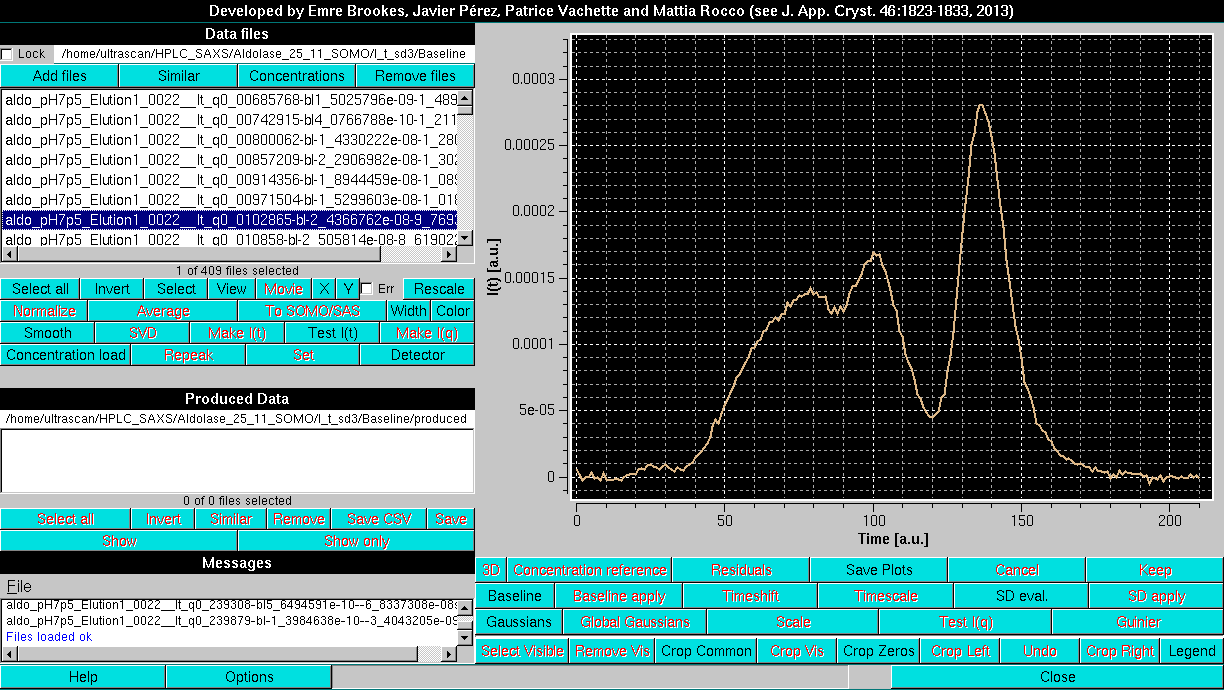 Developed by Emre Brookes, Javier Pérez, Patrice Vachette and Mattia Rocco (see J. App. Cryst. 46:1823-1833, 2013)
Data files
Lock /home/ultrascan/HPLC_SAXS/Aldolase_25_11_SOMO/I_t_sd3/Baseline
Add files Similar Concentrations Remove files
aldo_pH7p5_Elution1_0022__It_q0_00685768-bl1_5025796e-09-1_489
aldo_pH7p5_Elution1_0022__It_q0_00742915-bl4_0766788e-10-1_211
aldo_pH7p5_Elution1_0022__It_q0_00800062-bl-1_4330222e-08-1_280
aldo_pH7p5_Elution1_0022__It_q0_00857209-bl-2_2906982e-08-1_302
aldo_pH7p5_Elution1_0022__It_q0_00914356-bl-1_8944459e-08-1_089
aldo_pH7p5_Elution1_0022__It_q0_00971504-bl-1_5299603e-08-1_018
aldo_pH7p5_Elution1_0022__It_q0_0102865-bl-2_4366762e-08-9_7693
aldo_pH7p5_Elution1_0022__It_q0_010858-bl-2_505814e-08-8_619022
1 of 409 files selected
Select all Invert Select View Movie X Y Err Rescale
Normalize Average To SOMO/SAS Width Color
Smooth SVD Make I(t) Test I(t) Make I(q)
Concentration load Repeak Set Detector
Produced Data
/home/ultrascan/HPLC_SAXS/Aldolase_25_11_SOMO/I_t_sd3/Baseline/produced
0 of 0 files selected
Select all Invert Similar Remove Save CSV Save
Show Show only
Messages
File
aldo_pH7p5_Elution1_0022__It_q0_239308-bl5_6494591e-10--6_8337308e-08s
aldo_pH7p5_Elution1_0022__It_q0_239879-bl-1_3984638e-10--3_4043205e-09
Files loaded ok
Help Options
I(t) [a.u.]
0.0003
0.00025
0.0002
0.00015
0.0001
5e-05
0
0 50 100 150 200
Time [a.u.]
3D Concentration reference Residuals Save Plots Cancel Keep
Baseline Baseline apply Timeshift Timescale SD eval. SD apply
Gaussians Global Gaussians Scale Test I(q) Guinier
Select Visible Remove Vis Crop Common Crop Vis Crop Zeros Crop Left Undo Crop Right Legend
Close